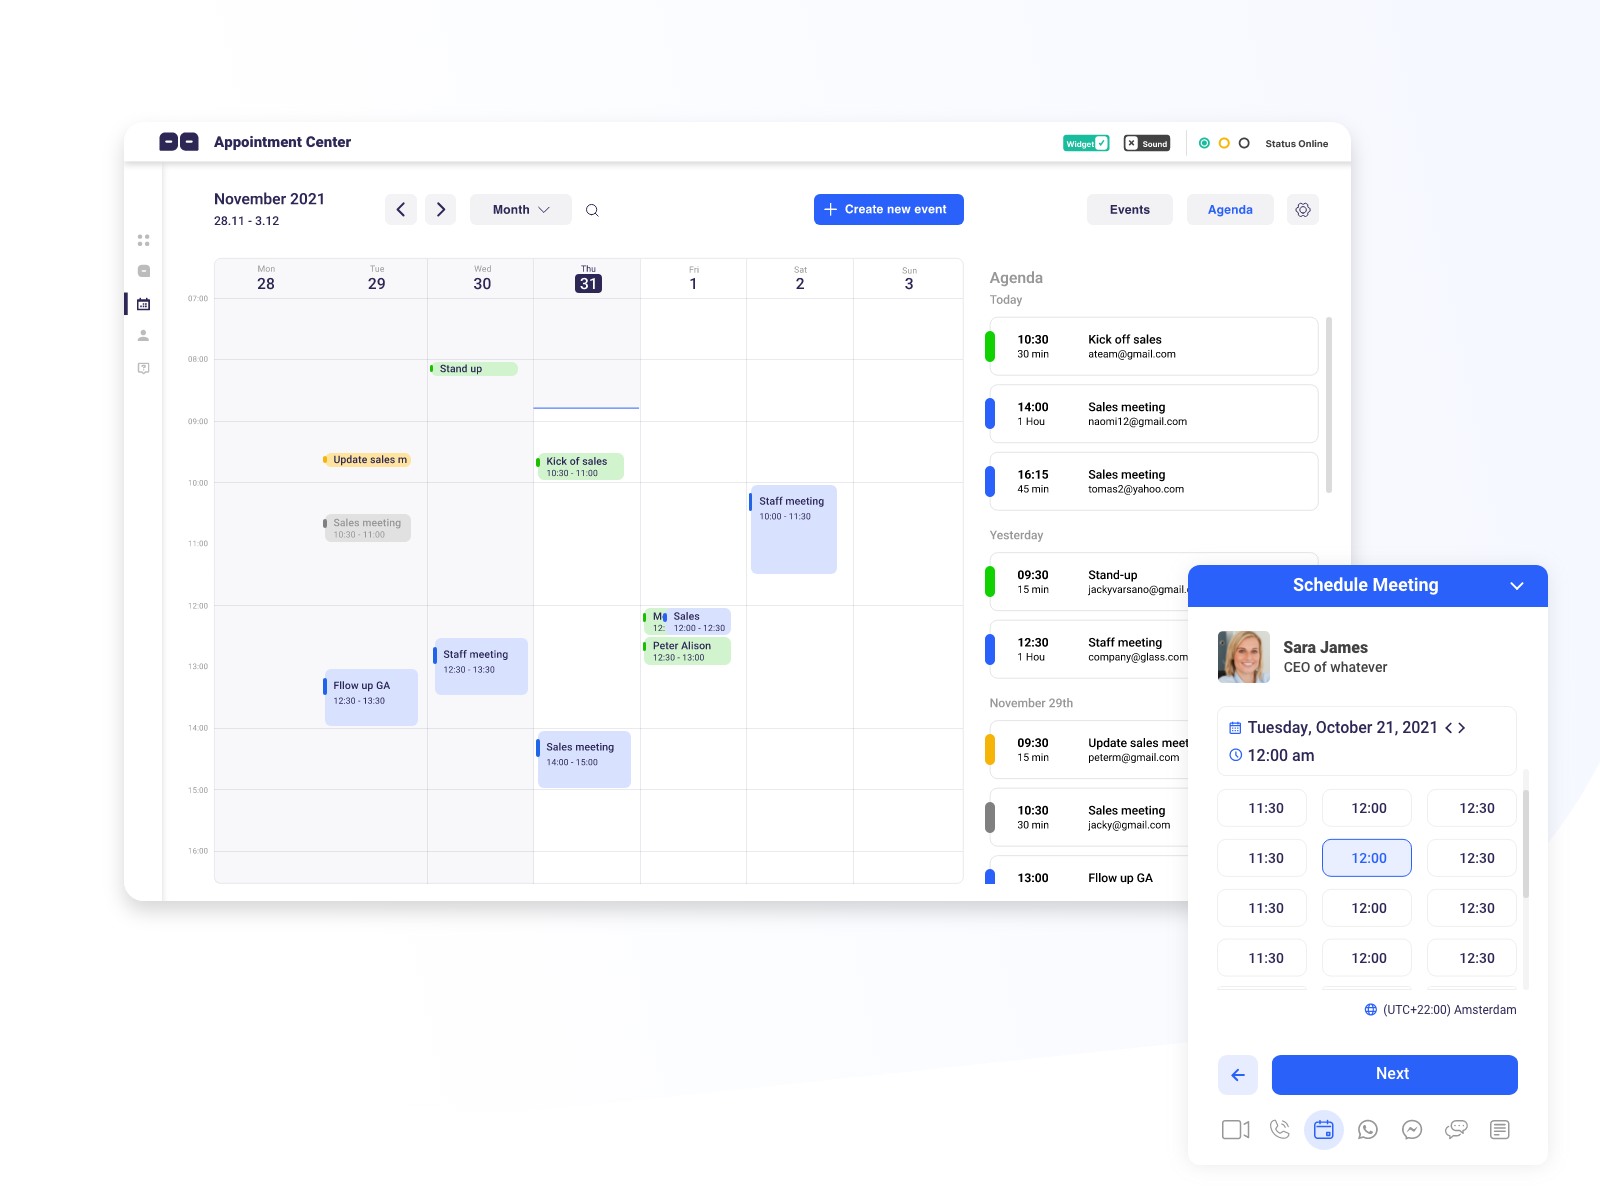 Appointment Center
Widget
Sound
Status Online
November 2021
28.11 - 3.12
Month
Create new event
Events
Agenda
Mon Tue Wed Thu Fri Sat Sun
28 29 30 31 1 2 3
07:00
08:00
09:00
10:00
11:00
12:00
13:00
14:00
15:00
16:00
Stand up
Update sales m
Kick of sales
10:30 - 11:00
Sales meeting
10:30 - 11:00
Staff meeting
10:00 - 11:30
Sales
12: 12:00 - 12:30
Peter Alison
12:30 - 13:00
Staff meeting
12:30 - 13:30
Fllow up GA
12:30 - 13:30
Sales meeting
14:00 - 15:00
Agenda
Today
10:30 Kick off sales
30 min ateam@gmail.com
14:00 Sales meeting
1 Hou naomi12@gmail.com
16:15 Sales meeting
45 min tomas2@yahoo.com
Yesterday
09:30 Stand-up
15 min jackyvarsano@gmail.
12:30 Staff meeting
1 Hou company@glass.com
November 29th
09:30 Update sales meet
15 min peterm@gmail.com
10:30 Sales meeting
30 min jacky@gmail.com
13:00 Fllow up GA
Schedule Meeting
Sara James
CEO of whatever
Tuesday, October 21, 2021
12:00 am
11:30 12:00 12:30
11:30 12:00 12:30
11:30 12:00 12:30
11:30 12:00 12:30
(UTC+22:00) Amsterdam
Next